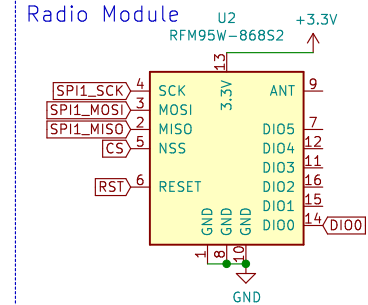 Radio Module
U2
RFM95W-868S2
+3.3V
13
3.3V
SPI1_SCK 4 SCK
ANT 9
SPI1_MOSI 3 MOSI
SPI1_MISO 2 MISO
DIO5 7
CS 5 NSS
DIO4 12
DIO3 11
RST 6 RESET
DIO2 16
DIO1 15
DIO0 14 DIO0
GND GND GND
1 8 10
GND